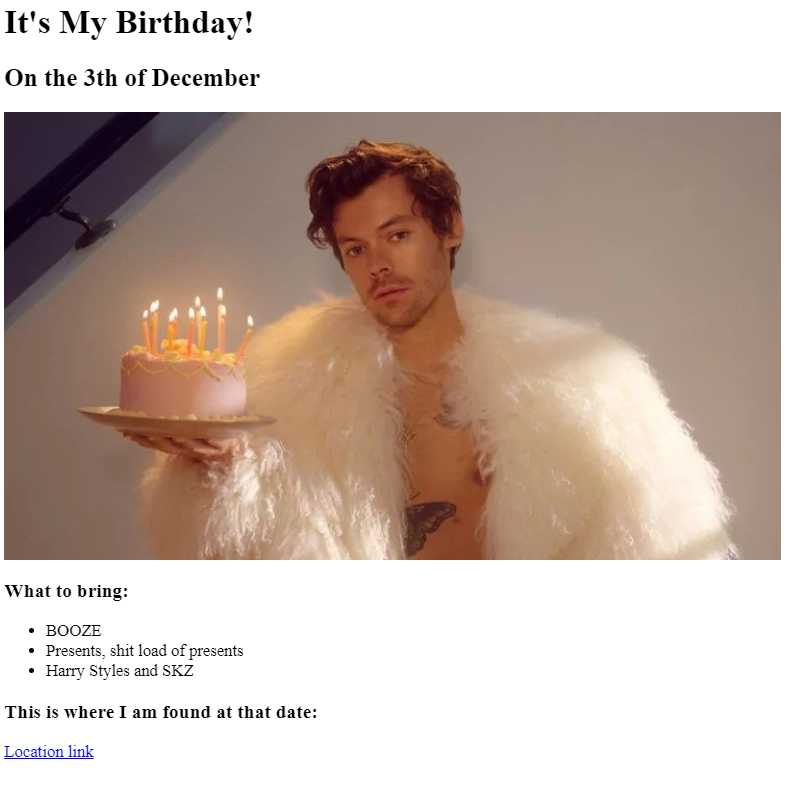 It's My Birthday!
On the 3th of December
What to bring:
BOOZE
Presents, shit load of presents
Harry Styles and SKZ
This is where I am found at that date:
Location link